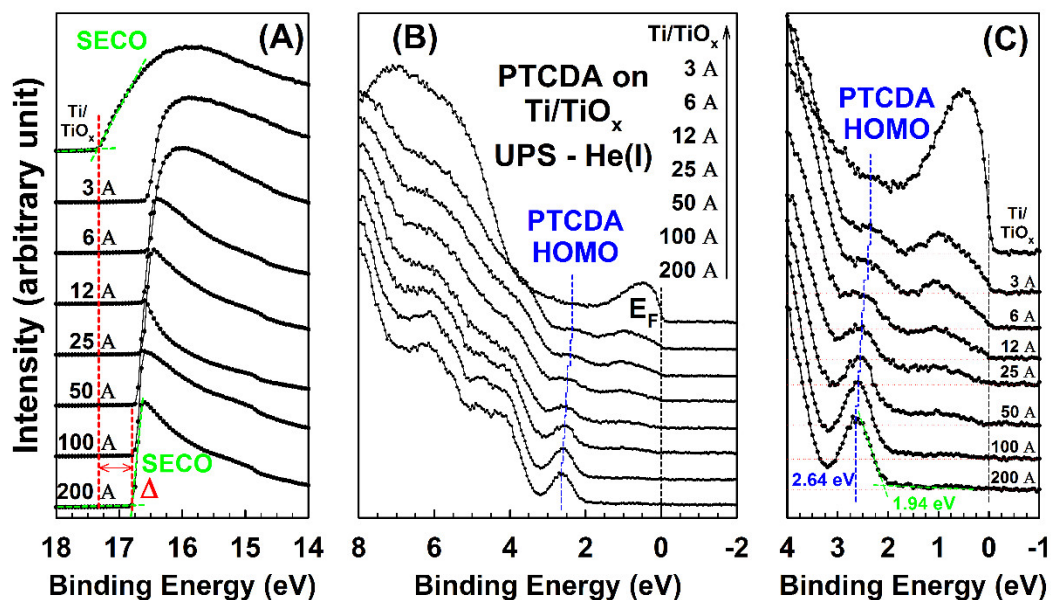 Intensity (arbitrary unit)
(A)
SECO
Ti/
TiOx
3 A
6 A
12 A
25 A
50 A
100 A
200 A
SECO
Δ
18 17 16 15 14
Binding Energy (eV)
(B)
Ti/TiOx
3 A
6 A
12 A
25 A
50 A
100 A
200 A
PTCDA on
Ti/TiOx
UPS - He(I)
PTCDA
HOMO
EF
8 6 4 2 0 -2
Binding Energy (eV)
(C)
PTCDA
HOMO
Ti/
TiOx
3 A
6 A
12 A
25 A
50 A
100 A
200 A
2.64 eV
1.94 eV
4 3 2 1 0 -1
Binding Energy (eV)